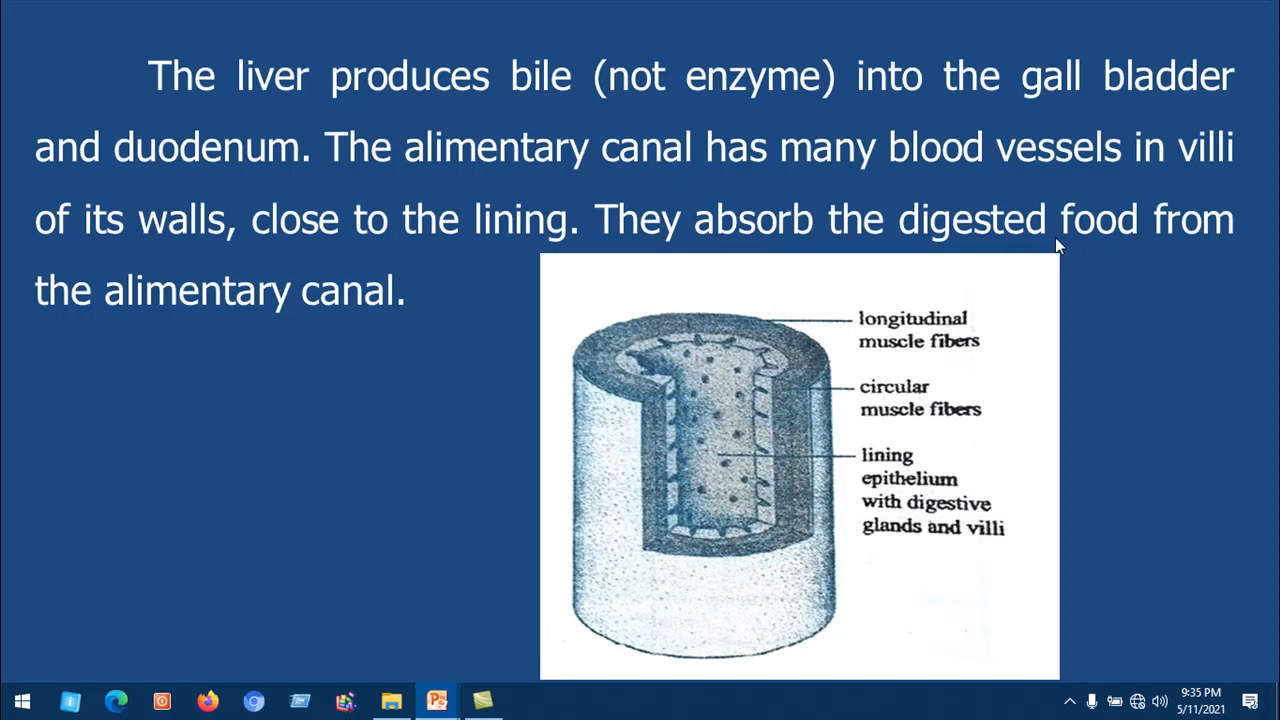 The liver produces bile (not enzyme) into the gall bladder
and duodenum. The alimentary canal has many blood vessels in villi
of its walls, close to the lining. They absorb the digested food from
the alimentary canal.
longitudinal
muscle fibers
circular
muscle fibers
lining
epithelium
with digestive
glands and villi
9:35 PM
5/11/2021